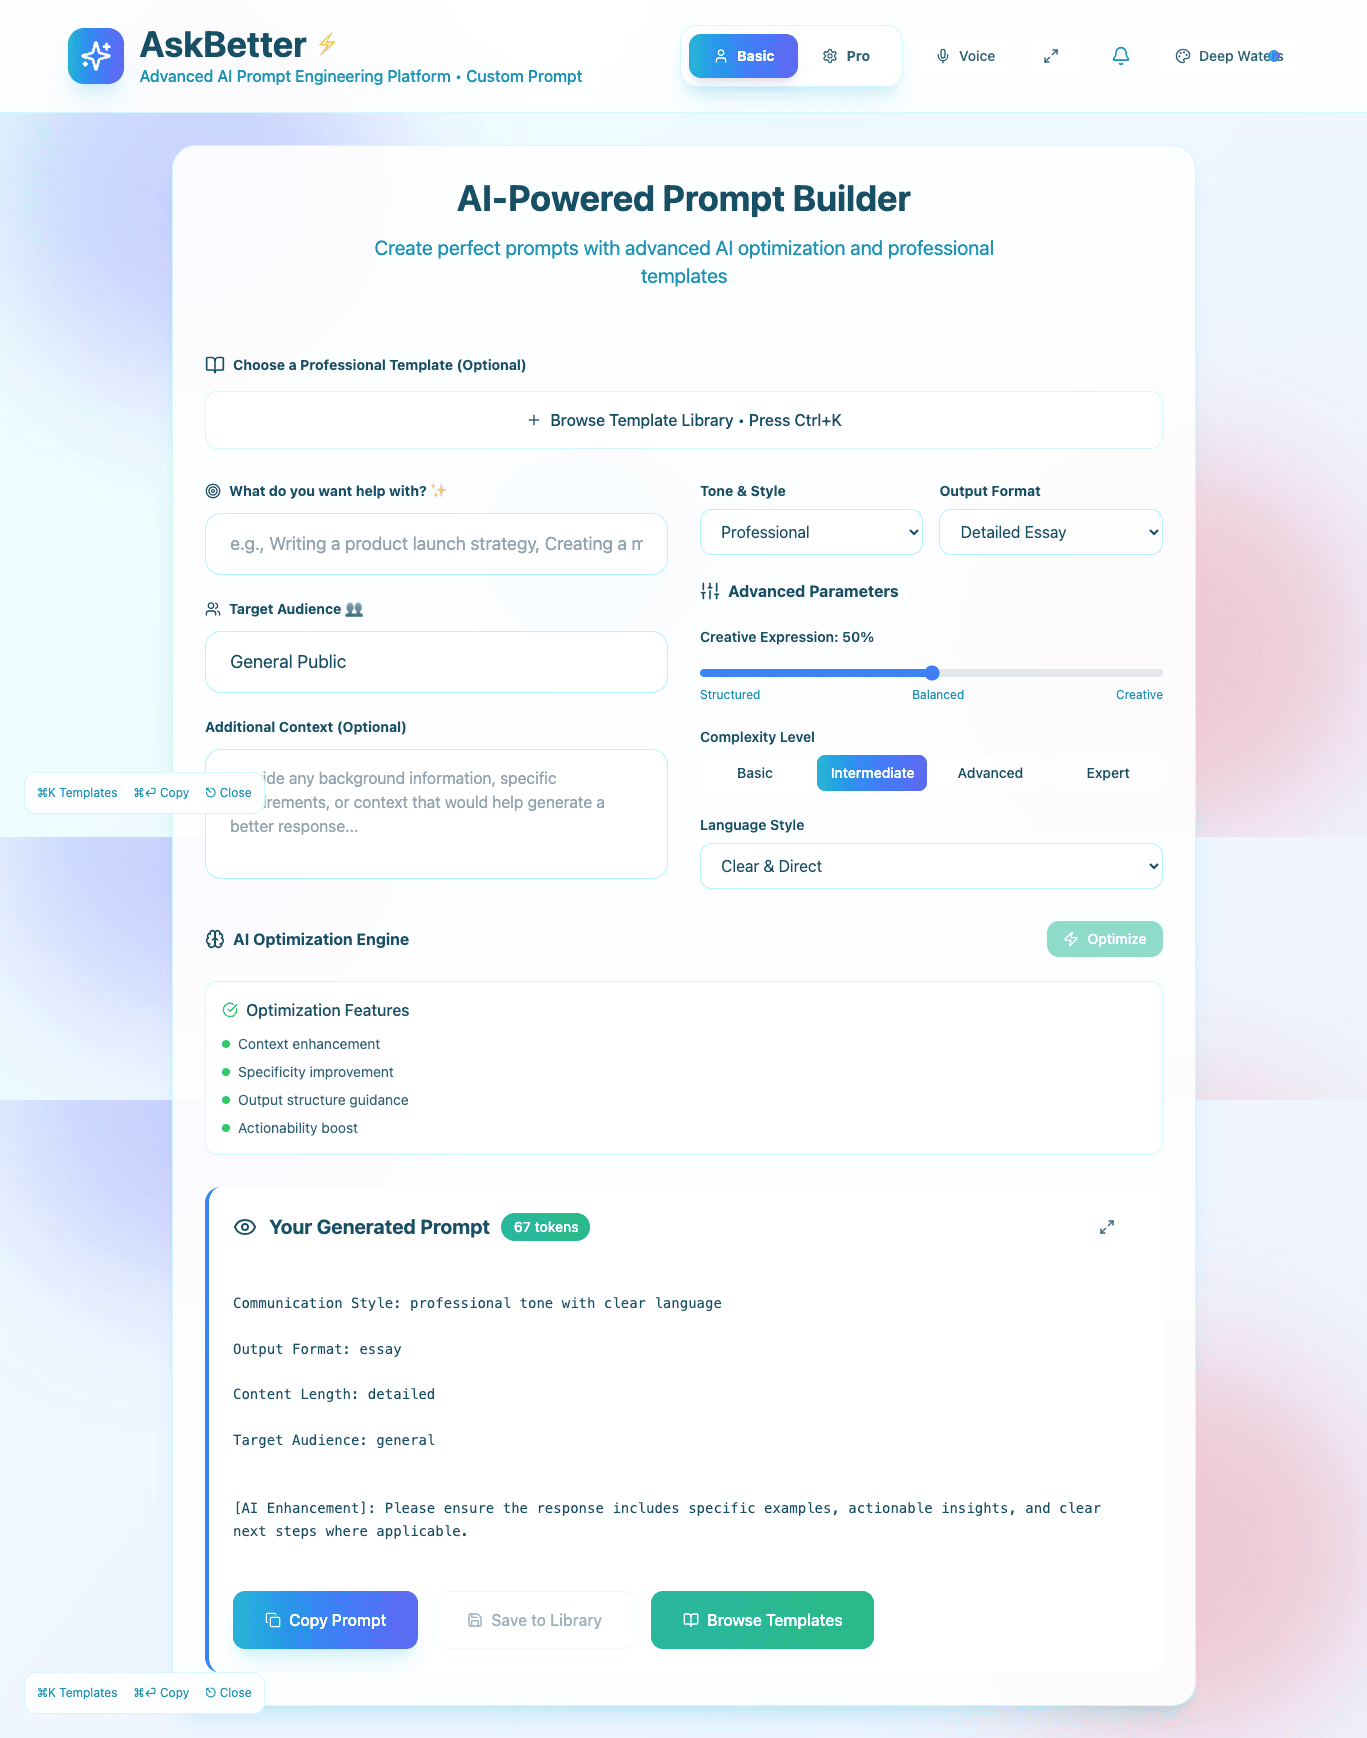 AskBetter ⚡
Advanced AI Prompt Engineering Platform • Custom Prompt
Basic
Pro
Voice
Deep Waters
AI-Powered Prompt Builder
Create perfect prompts with advanced AI optimization and professional
templates
Choose a Professional Template (Optional)
+ Browse Template Library • Press Ctrl+K
What do you want help with? ✨
e.g., Writing a product launch strategy, Creating a m
Target Audience 👥
General Public
Additional Context (Optional)
ide any background information, specific
irements, or context that would help generate a
better response...
Tone & Style
Professional
Output Format
Detailed Essay
Advanced Parameters
Creative Expression: 50%
Structured
Balanced
Creative
Complexity Level
Basic
Intermediate
Advanced
Expert
Language Style
Clear & Direct
⌘K Templates ⌘⏎ Copy ⎋ Close
AI Optimization Engine
Optimize
Optimization Features
Context enhancement
Specificity improvement
Output structure guidance
Actionability boost
Your Generated Prompt
67 tokens
Communication Style: professional tone with clear language
Output Format: essay
Content Length: detailed
Target Audience: general
[AI Enhancement]: Please ensure the response includes specific examples, actionable insights, and clear
next steps where applicable.
Copy Prompt
Save to Library
Browse Templates
⌘K Templates ⌘⏎ Copy ⎋ Close